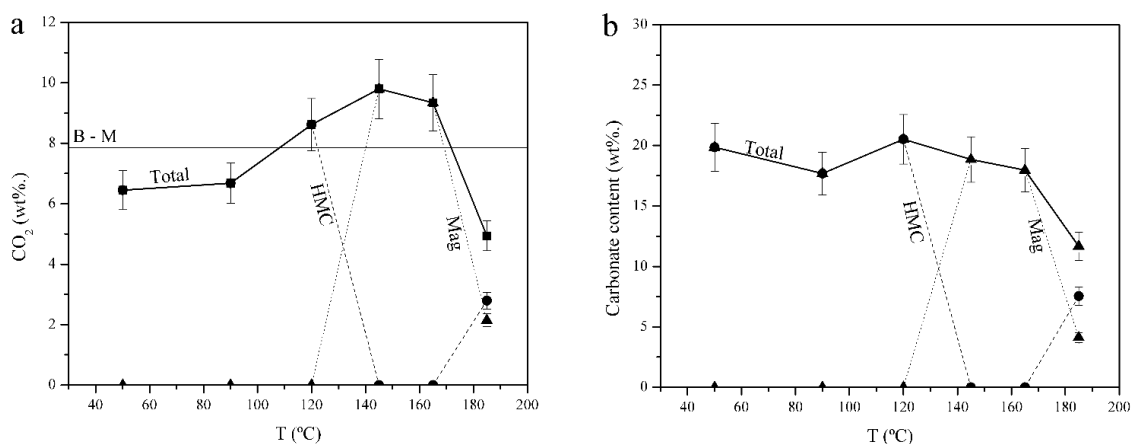 a
12
10
8
6
4
2
0
CO2 (wt%.)
B - M
Total
HMC
Mag
40 60 80 100 120 140 160 180 200
T (ºC)
b
30
25
20
15
10
5
0
Carbonate content (wt%.)
Total
HMC
Mag
40 60 80 100 120 140 160 180 200
T (ºC)